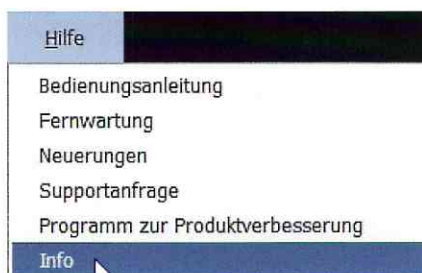 Hilfe
Bedienungsanleitung
Fernwartung
Neuerungen
Supportanfrage
Programm zur Produktverbesserung
Info